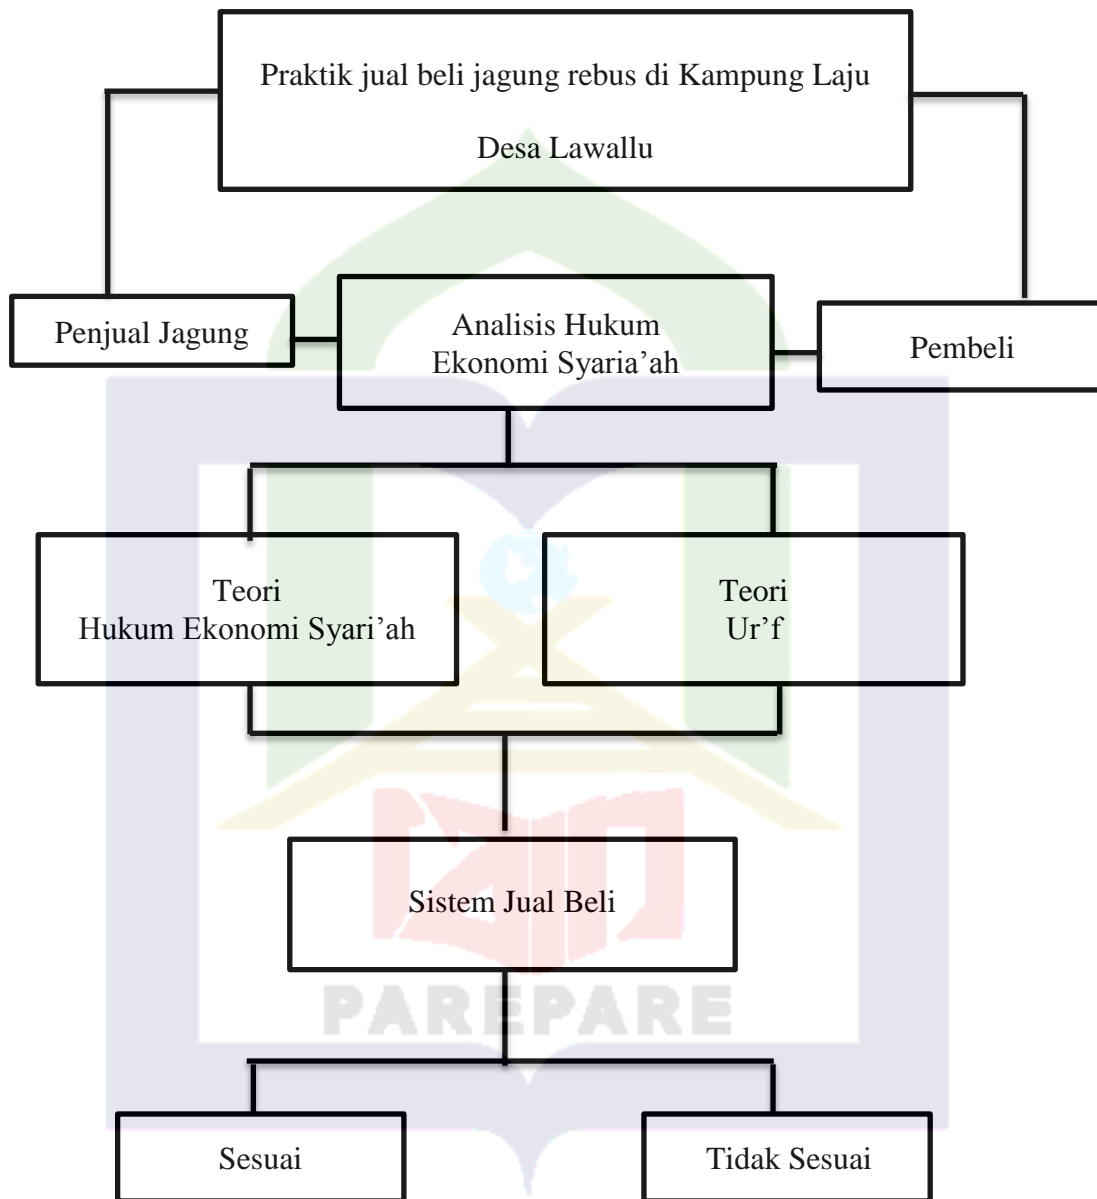 Praktik jual beli jagung rebus di Kampung Laju
Desa Lawallu
Penjual Jagung
Analisis Hukum
Ekonomi Syaria’ah
Pembeli
Teori
Hukum Ekonomi Syari’ah
Teori
Ur’f
Sistem Jual Beli
PAREPARE
Sesuai
Tidak Sesuai